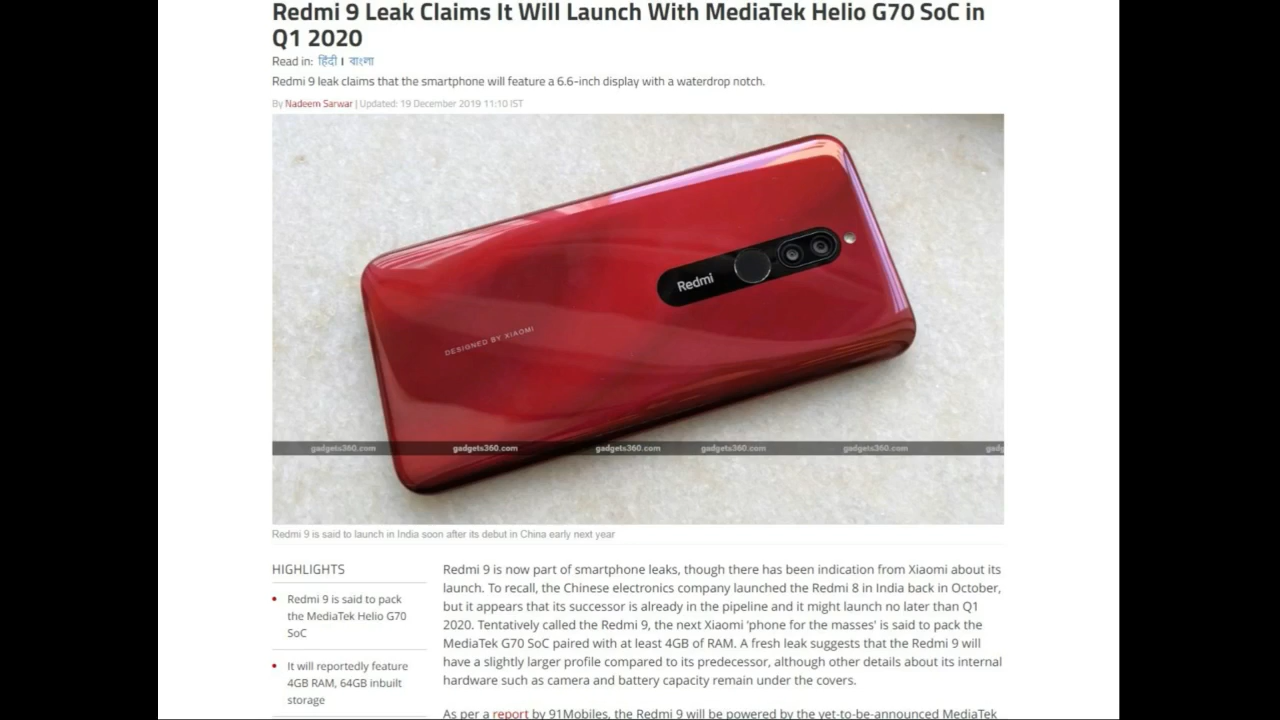 Redmi 9 Leak Claims It Will Launch With MediaTek Helio G70 SoC in
Q1 2020
Read in: हिंदी | বাংলা
Redmi 9 leak claims that the smartphone will feature a 6.6-inch display with a waterdrop notch.
By Nadeem Sarwar | Updated: 19 December 2019 11:10 IST
Redmi
DESIGNED BY XIAOMI
gadgets360.com gadgets360.com gadgets360.com gadgets360.com gadgets360.com gadg
Redmi 9 is said to launch in India soon after its debut in China early next year
HIGHLIGHTS
Redmi 9 is said to pack
the MediaTek Helio G70
SoC
It will reportedly feature
4GB RAM, 64GB inbuilt
storage
Redmi 9 is now part of smartphone leaks, though there has been indication from Xiaomi about its
launch. To recall, the Chinese electronics company launched the Redmi 8 in India back in October,
but it appears that its successor is already in the pipeline and it might launch no later than Q1
2020. Tentatively called the Redmi 9, the next Xiaomi ‘phone for the masses’ is said to pack the
MediaTek G70 SoC paired with at least 4GB of RAM. A fresh leak suggests that the Redmi 9 will
have a slightly larger profile compared to its predecessor, although other details about its internal
hardware such as camera and battery capacity remain under the covers.
As per a report by 91Mobiles, the Redmi 9 will be powered by the yet-to-be-announced MediaTek